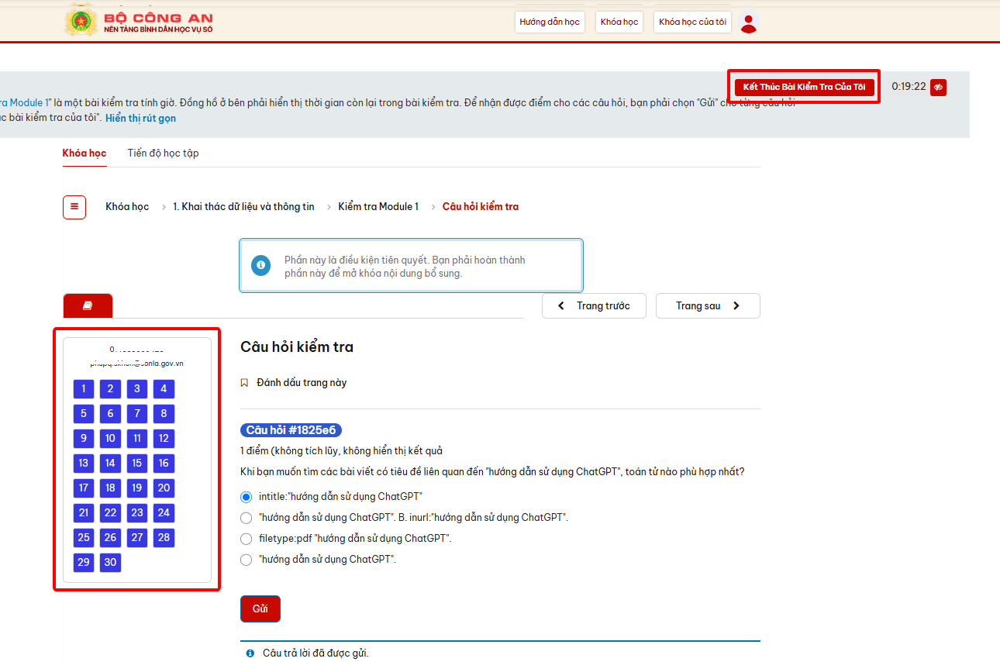 BỘ CÔNG AN
NỀN TẢNG BÌNH DÂN HỌC VỤ SỐ
Hướng dẫn học
Khóa học
Khóa học của tôi
Kết Thúc Bài Kiểm Tra Của Tôi
0:19:22
ra Module 1" là một bài kiểm tra tính giờ. Đồng hồ ở bên phải hiển thị thời gian còn lại trong bài kiểm tra. Để nhận được điểm cho các câu hỏi, bạn phải chọn "Gửi" cho từng câu hỏi
c bài kiểm tra của tôi". Hiển thị rút gọn
Khóa học
Tiến độ học tập
Khóa học > 1. Khai thác dữ liệu và thông tin > Kiểm tra Module 1 > Câu hỏi kiểm tra
Phần này là điều kiện tiên quyết. Bạn phải hoàn thành
phần này để mở khóa nội dung bổ sung.
Trang trước
Trang sau
1 2 3 4
5 6 7 8
9 10 11 12
13 14 15 16
17 18 19 20
21 22 23 24
25 26 27 28
29 30
Câu hỏi kiểm tra
Đánh dấu trang này
Câu hỏi #1825e6
1 điểm (không tích lũy, không hiển thị kết quả
Khi bạn muốn tìm các bài viết có tiêu đề liên quan đến "hướng dẫn sử dụng ChatGPT", toán tử nào phù hợp nhất?
intitle:"hướng dẫn sử dụng ChatGPT"
"hướng dẫn sử dụng ChatGPT". B. inurl:"hướng dẫn sử dụng ChatGPT".
filetype:pdf "hướng dẫn sử dụng ChatGPT".
"hướng dẫn sử dụng ChatGPT".
Gửi
Câu trả lời đã được gửi.